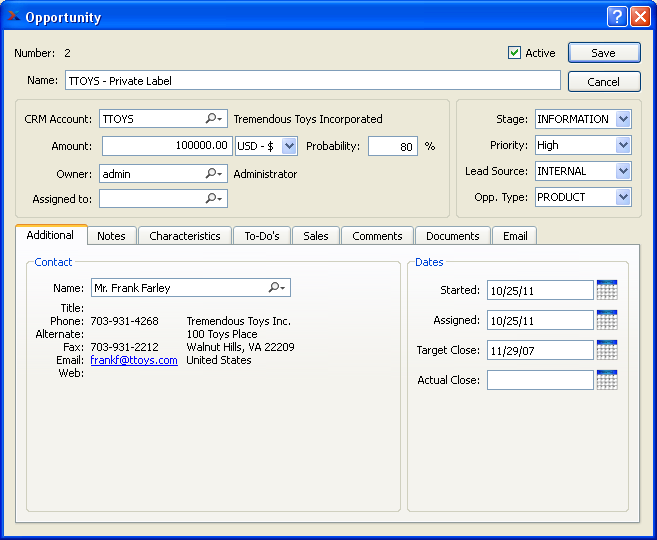 Opportunity
Number: 2
Active
Save
Name: TTOYS - Private Label
Cancel
CRM Account: TTOYS Tremendous Toys Incorporated
Amount: 100000.00 USD - $ Probability: 80 %
Owner: admin Administrator
Assigned to:
Stage: INFORMATION
Priority: High
Lead Source: INTERNAL
Opp. Type: PRODUCT
Additional Notes Characteristics To-Do's Sales Comments Documents Email
Contact
Name: Mr. Frank Farley
Title:
Phone: 703-931-4268 Tremendous Toys Inc.
Alternate: 100 Toys Place
Fax: 703-931-2212 Walnut Hills, VA 22209
Email: frankf@ttoys.com United States
Web:
Dates
Started: 10/25/11
Assigned: 10/25/11
Target Close: 11/29/07
Actual Close: